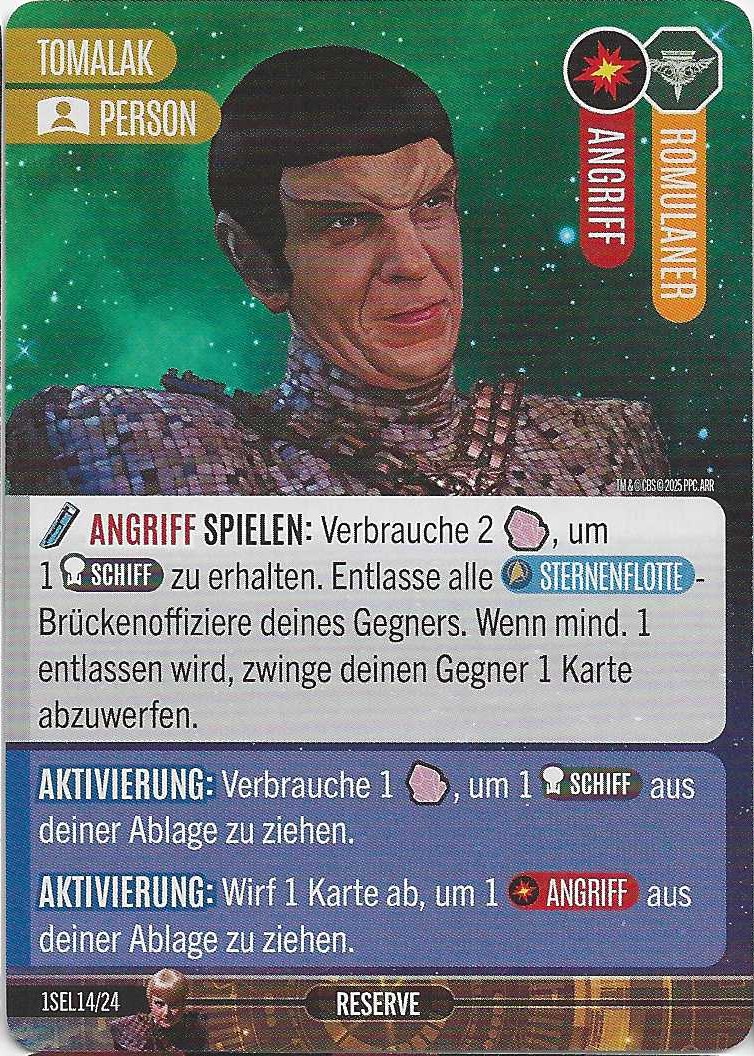 TOMALAK
PERSON
ANGRIFF
ROMULANER
TM & © CBS © 2025 PPC. ARR
ANGRIFF SPIELEN: Verbrauche 2 , um
1 SCHIFF zu erhalten. Entlasse alle STERNENFLOTTE -
Brückenoffiziere deines Gegners. Wenn mind. 1
entlassen wird, zwinge deinen Gegner 1 Karte
abzuwerfen.
AKTIVIERUNG: Verbrauche 1 , um 1 SCHIFF aus
deiner Ablage zu ziehen.
AKTIVIERUNG: Wirf 1 Karte ab, um 1 ANGRIFF aus
deiner Ablage zu ziehen.
1SEL14/24
RESERVE